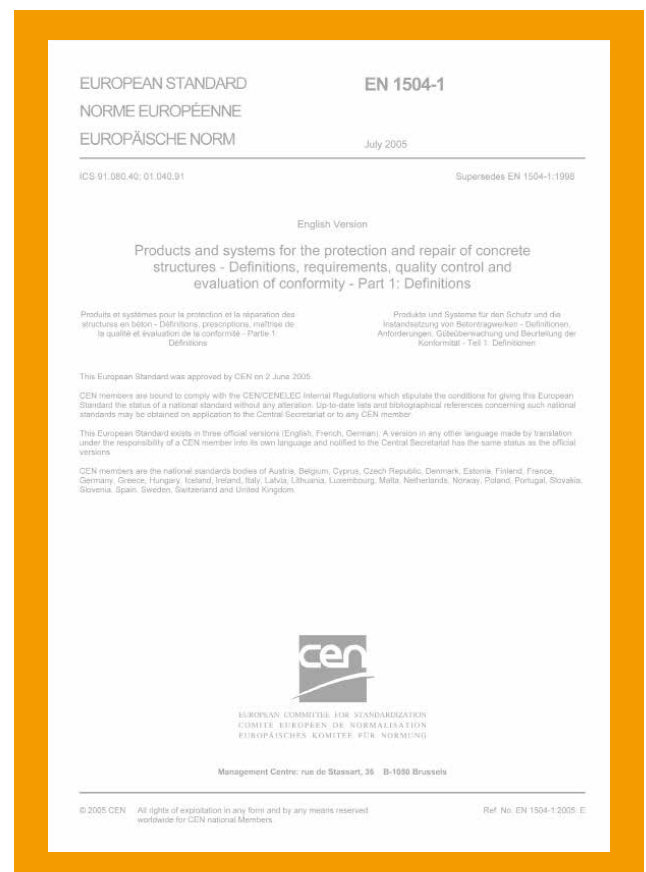 EUROPEAN STANDARD
NORME EUROPÉENNE
EUROPÄISCHE NORM
EN 1504-1
July 2005
ICS 91.080.40; 01.040.91
Supersedes EN 1504-1:1998
English Version
Products and systems for the protection and repair of concrete
structures - Definitions, requirements, quality control and
evaluation of conformity - Part 1: Definitions
Produits et systèmes pour la protection et la réparation des
structures en béton - Définitions, prescriptions, maîtrise de
la qualité et évaluation de la conformité - Partie 1:
Définitions
Produkte und Systeme für den Schutz und die
Instandsetzung von Betontragwerken - Definitionen,
Anforderungen, Güteüberwachung und Beurteilung der
Konformität - Teil 1: Definitionen
This European Standard was approved by CEN on 2 June 2005.
CEN members are bound to comply with the CEN/CENELEC Internal Regulations which stipulate the conditions for giving this European
Standard the status of a national standard without any alteration. Up-to-date lists and bibliographical references concerning such national
standards may be obtained on application to the Central Secretariat or to any CEN member.
This European Standard exists in three official versions (English, French, German). A version in any other language made by translation
under the responsibility of a CEN member into its own language and notified to the Central Secretariat has the same status as the official
versions.
CEN members are the national standards bodies of Austria, Belgium, Cyprus, Czech Republic, Denmark, Estonia, Finland, France,
Germany, Greece, Hungary, Iceland, Ireland, Italy, Latvia, Lithuania, Luxembourg, Malta, Netherlands, Norway, Poland, Portugal, Slovakia,
Slovenia, Spain, Sweden, Switzerland and United Kingdom.
cen
EUROPEAN COMMITTEE FOR STANDARDIZATION
COMITÉ EUROPÉEN DE NORMALISATION
EUROPÄISCHES KOMITEE FÜR NORMUNG
Management Centre: rue de Stassart, 36 B-1050 Brussels
© 2005 CEN All rights of exploitation in any form and by any means reserved
worldwide for CEN national Members.
Ref. No. EN 1504-1:2005: E